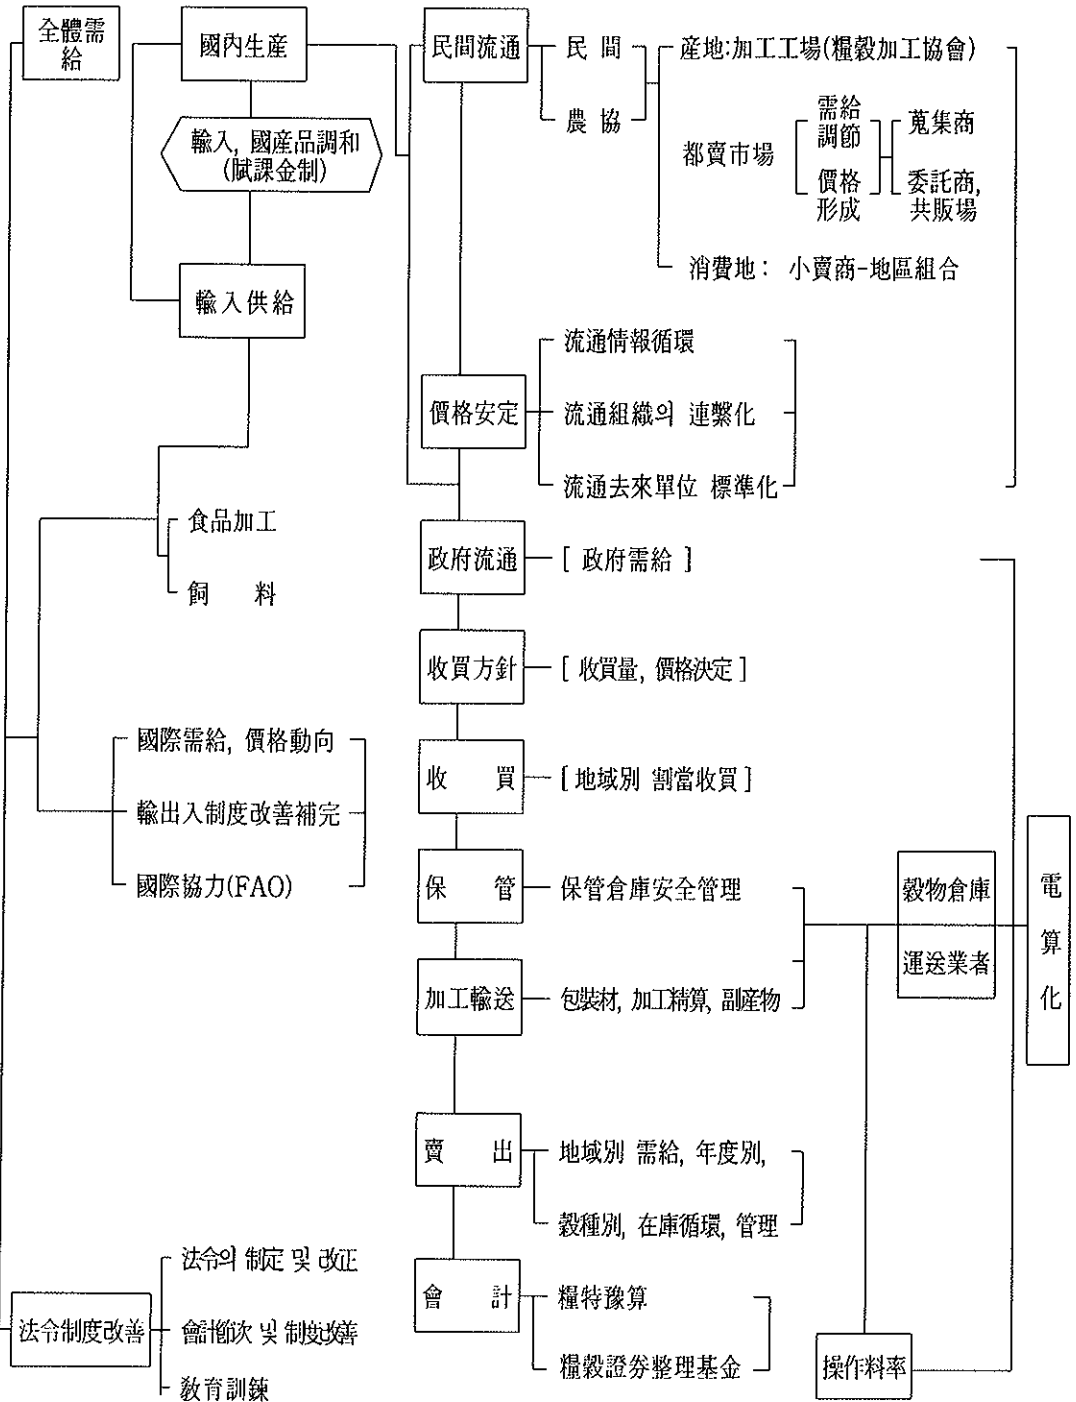 全體需
給
國內生産
輸入, 國産品調和
(賦課金制)
輸入供給
食品加工
飼 料
國際需給, 價格動向
輸出入制度改善補完
國際協力(FAO)
法令制度改善
法令의 制定 및 改正
會計節次 및 制度改善
敎育訓鍊
民間流通
民 間
農 協
産地:加工工場(糧穀加工協會)
都賣市場
需給
調節
價格
形成
蒐集商
委託商,
共販場
消費地: 小賣商-地區組合
價格安定
流通情報循環
流通組織의 連繫化
流通去來單位 標準化
政府流通
[ 政府需給 ]
收買方針
[ 收買量, 價格決定 ]
收 買
[ 地域別 割當收買 ]
保 管
保管倉庫安全管理
加工輸送
包裝材, 加工精算, 副産物
賣 出
地域別 需給, 年度別,
穀種別, 在庫循環, 管理
會 計
糧特豫算
糧穀證券整理基金
穀物倉庫
運送業者
操作料率
電
算
化